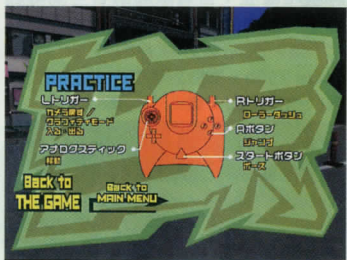 PRACTICE
Lトリガー
カメラ戻す/
グラフィティモード
入る・出る
アナログスティック
移動
Rトリガー
ローラーダッシュ
Aボタン
ジャンプ
スタートボタン
ポーズ
Back to
THE GAME
Back to
MAIN MENU